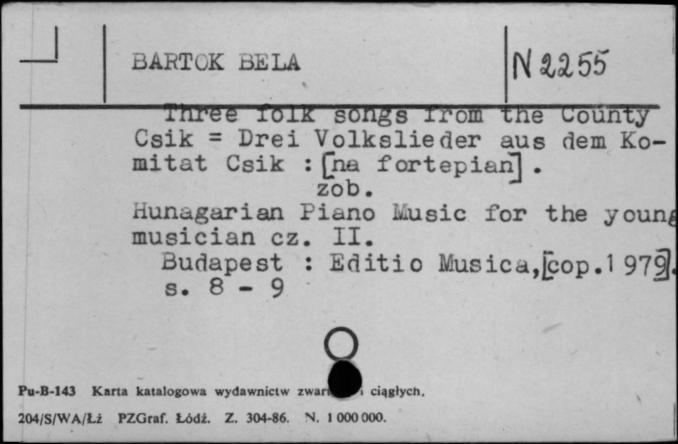 BARTOK BELA
N 2255
Three folk songs from the County
Csik = Drei Volkslieder aus dem Ko-
mitat Csik : [na fortepian] .
zob.
Hunagarian Piano Music for the young
musician cz. II.
Budapest : Editio Musica,[cop.1979].
s. 8 - 9
Pu-B-143 Karta katalogowa wydawnictw ciągłych.
204/S/WA/Łź PZGraf. Łódź. Z. 304-86. N. 1 000 000.